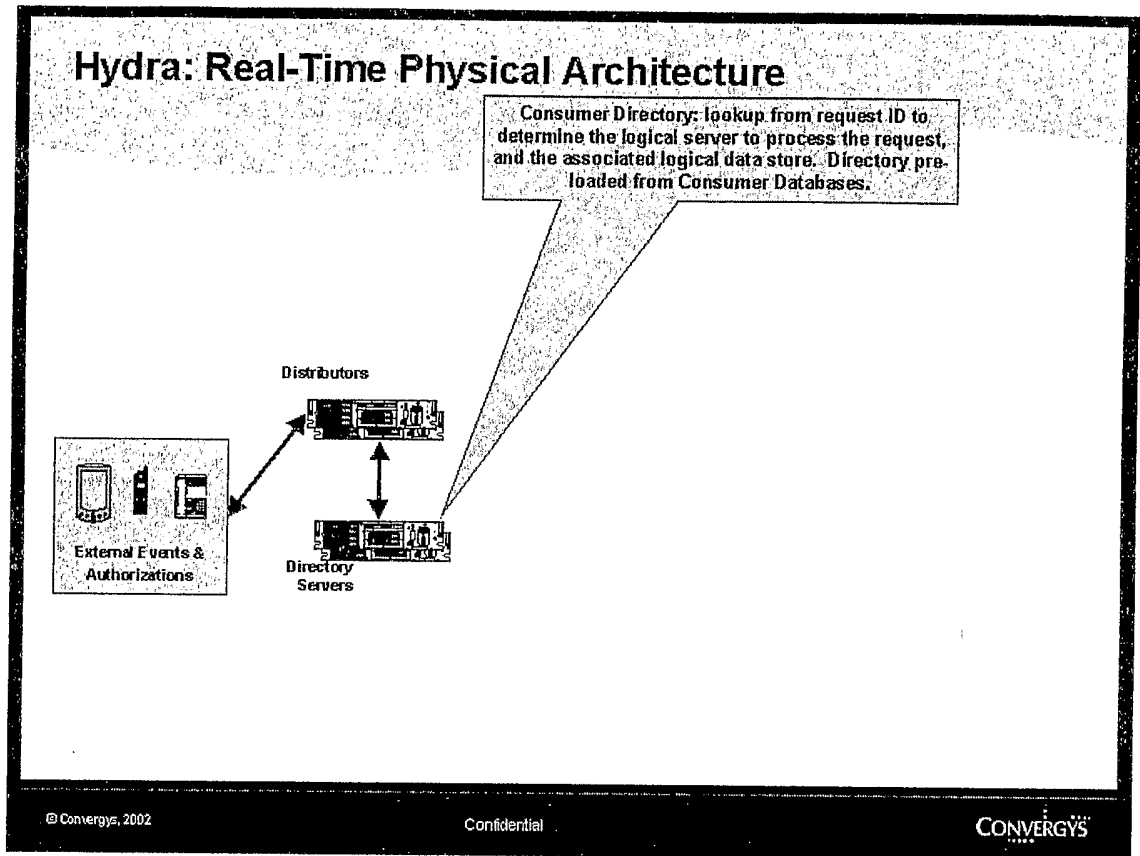 Hydra: Real-Time Physical Architecture
Consumer Directory: lookup from request ID to
determine the logical server to process the request,
and the associated logical data store. Directory pre-
loaded from Consumer Databases.
Distributors
External Events &
Authorizations
Directory
Servers
© Convergys, 2002
Confidential
CONVERGYS